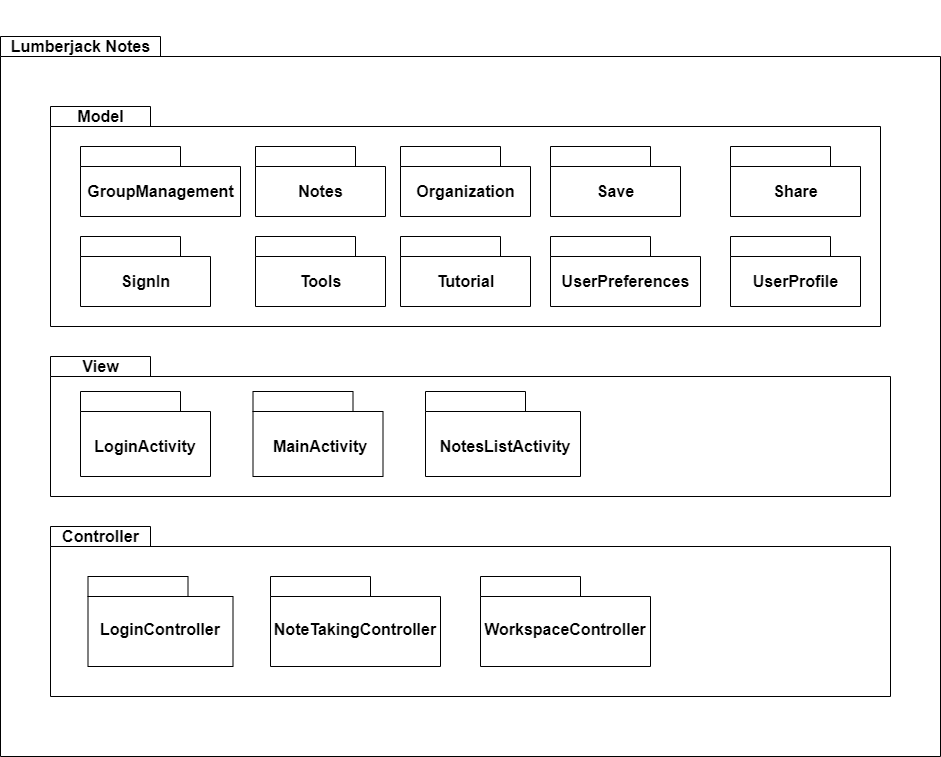 Lumberjack Notes
Model
GroupManagement
Notes
Organization
Save
Share
SignIn
Tools
Tutorial
UserPreferences
UserProfile
View
LoginActivity
MainActivity
NotesListActivity
Controller
LoginController
NoteTakingController
WorkspaceController